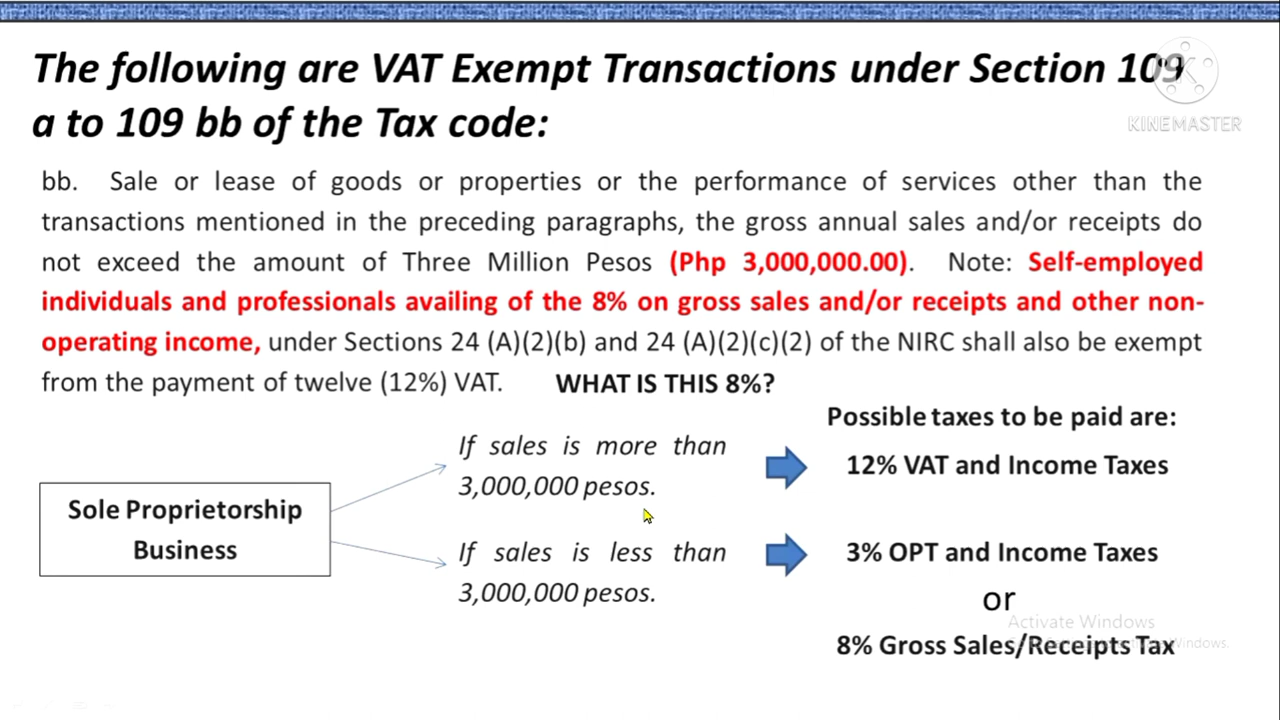 The following are VAT Exempt Transactions under Section 109
a to 109 bb of the Tax code:
KINEMASTER
bb. Sale or lease of goods or properties or the performance of services other than the
transactions mentioned in the preceding paragraphs, the gross annual sales and/or receipts do
not exceed the amount of Three Million Pesos (Php 3,000,000.00). Note: Self-employed
individuals and professionals availing of the 8% on gross sales and/or receipts and other non-
operating income, under Sections 24 (A)(2)(b) and 24 (A)(2)(c)(2) of the NIRC shall also be exempt
from the payment of twelve (12%) VAT. WHAT IS THIS 8%?
Possible taxes to be paid are:
If sales is more than
3,000,000 pesos.
12% VAT and Income Taxes
Sole Proprietorship
Business
If sales is less than
3,000,000 pesos.
3% OPT and Income Taxes
or
Activate Windows
8% Gross Sales/Receipts Tax
Windows.